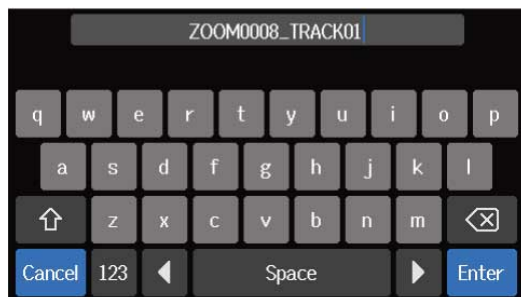 ZOOM0008_TRACK01
q w e r t y u i o p
a s d f g h j k l
z x c v b n m
Cancel 123 Space Enter